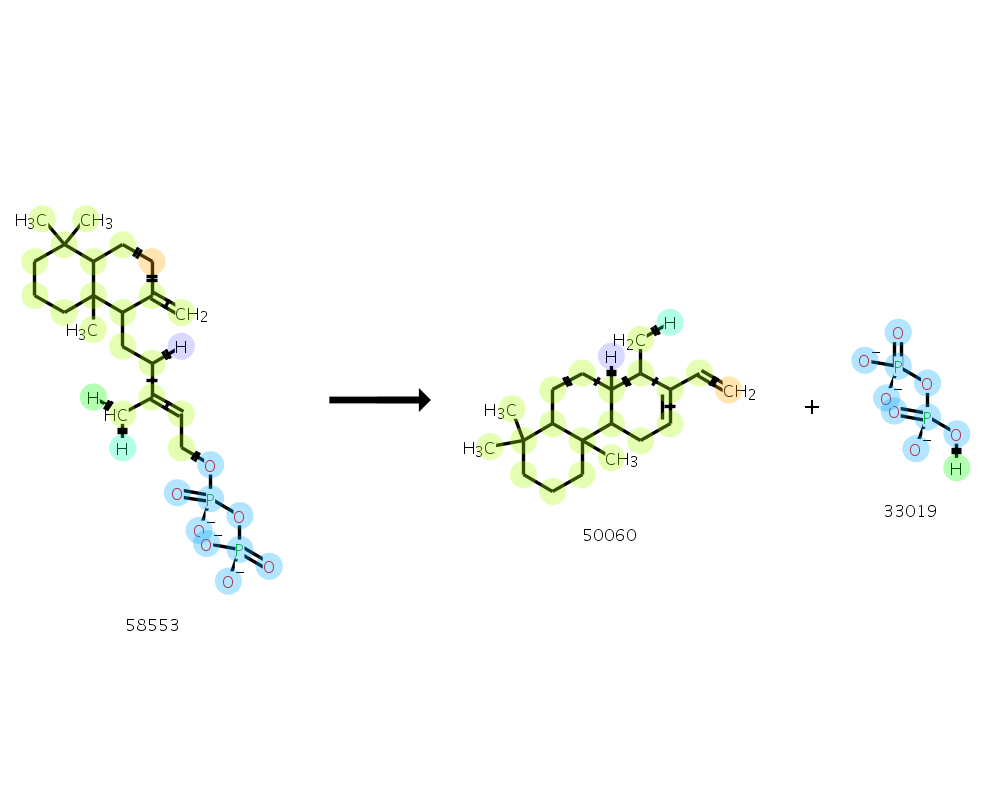 H₃C
CH₃
CH₂
H₃C
H
H
HC
H
O
O
P
O
O⁻
O⁻
P
O
O⁻
58553
H
H₂C
H
CH₂
H₃C
H₃C
CH₃
50060
+
O
O⁻
P
O
O⁻
O
P
O
O⁻
H
33019